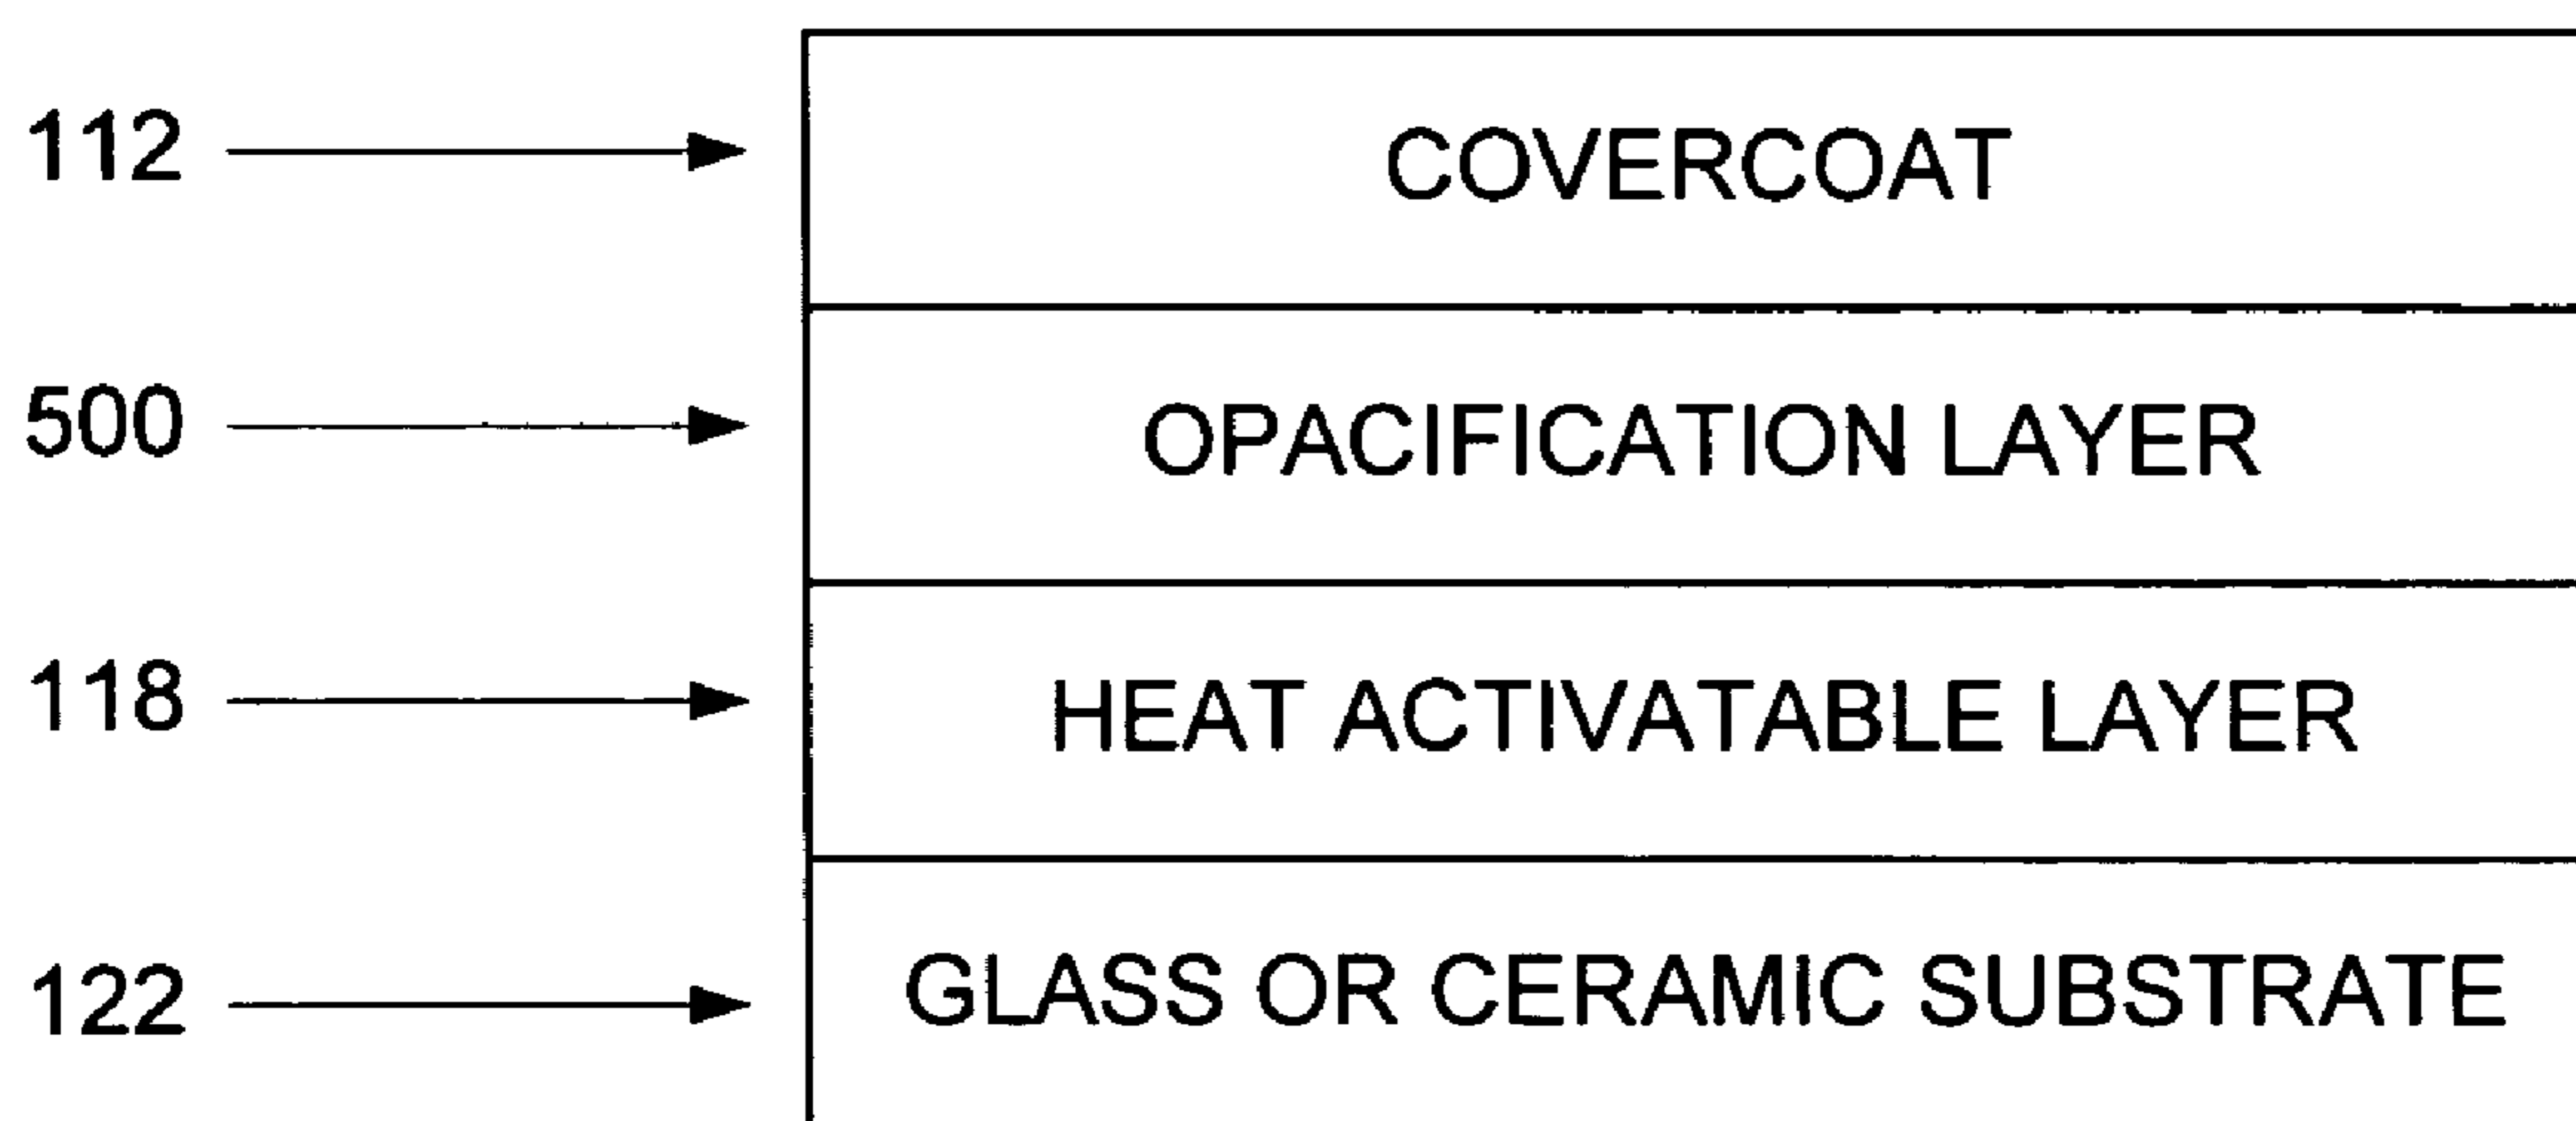 112 COVERCOAT
500 OPACIFICATION LAYER
118 HEAT ACTIVATABLE LAYER
122 GLASS OR CERAMIC SUBSTRATE